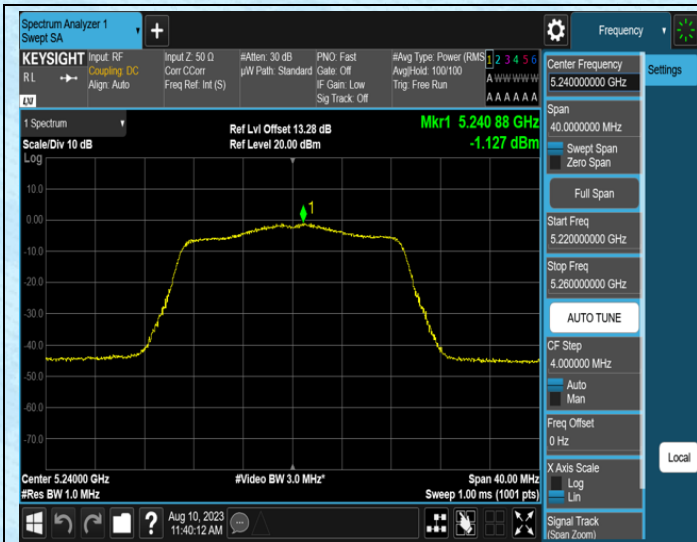 Spectrum Analyzer 1
Swept SA
+
Frequency
KEYSIGHT
R L
LXI
Input: RF
Coupling: DC
Align: Auto
Input Z: 50 Ω
Corr CCorr
Freq Ref: Int (S)
#Atten: 30 dB
µW Path: Standard
PNO: Fast
Gate: Off
IF Gain: Low
Sig Track: Off
#Avg Type: Power (RMS
Avg|Hold: 100/100
Trig: Free Run
1 2 3 4 5 6
A W W W W W
A A A A A A
1 Spectrum
Scale/Div 10 dB
Ref Lvl Offset 13.28 dB
Ref Level 20.00 dBm
Mkr1 5.240 88 GHz
-1.127 dBm
Log
10.0
0.00
-10.0
-20.0
-30.0
-40.0
-50.0
-60.0
-70.0
1
Center 5.24000 GHz
#Res BW 1.0 MHz
#Video BW 3.0 MHz*
Span 40.00 MHz
Sweep 1.00 ms (1001 pts)
Aug 10, 2023
11:40:12 AM
?
Center Frequency
5.240000000 GHz
Settings
Span
40.0000000 MHz
Swept Span
Zero Span
Full Span
Start Freq
5.220000000 GHz
Stop Freq
5.260000000 GHz
AUTO TUNE
CF Step
4.000000 MHz
Auto
Man
Freq Offset
0 Hz
X Axis Scale
Log
Lin
Signal Track
(Span Zoom)
Local